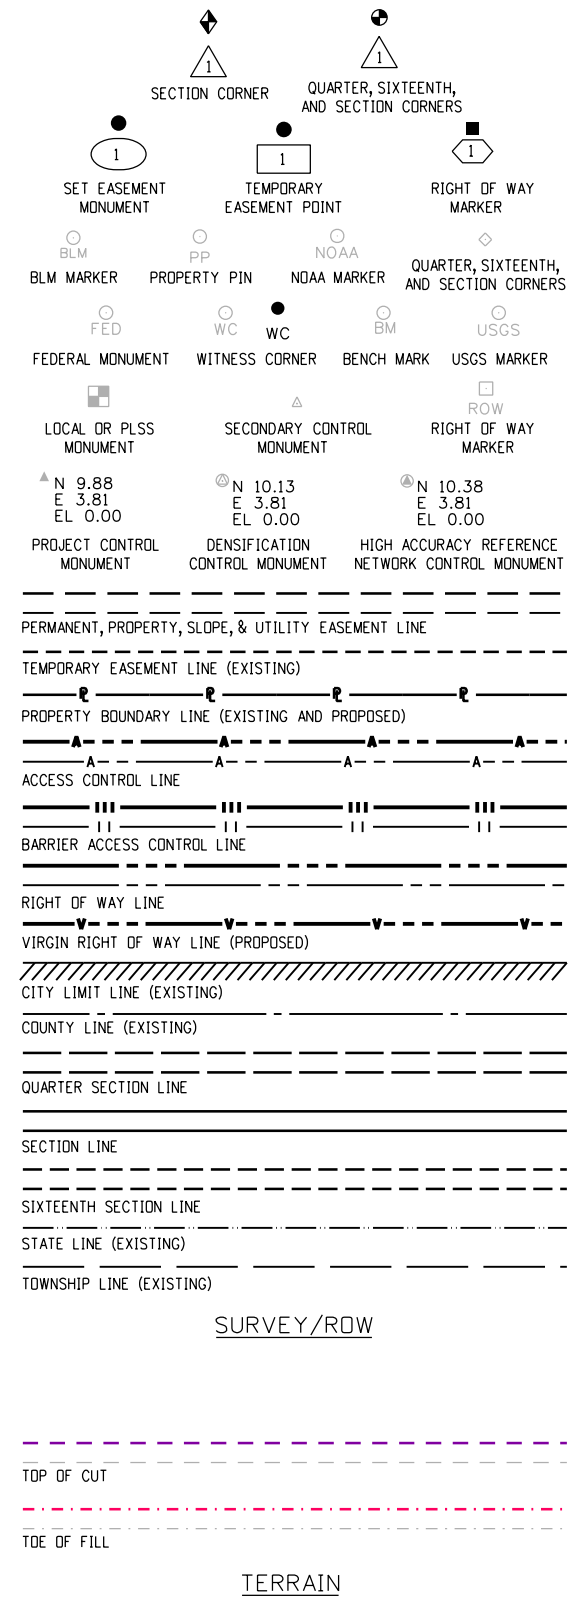 1 1
SECTION CORNER
QUARTER, SIXTEENTH,
AND SECTION CORNERS
1 1 1
SET EASEMENT
MONUMENT
TEMPORARY
EASEMENT POINT
RIGHT OF WAY
MARKER
BLM PP NOAA
BLM MARKER PROPERTY PIN NOAA MARKER
QUARTER, SIXTEENTH,
AND SECTION CORNERS
FED WC WC BM USGS
FEDERAL MONUMENT WITNESS CORNER BENCH MARK USGS MARKER
ROW
LOCAL OR PLSS
MONUMENT
SECONDARY CONTROL
MONUMENT
RIGHT OF WAY
MARKER
N 9.88
E 3.81
EL 0.00
N 10.13
E 3.81
EL 0.00
N 10.38
E 3.81
EL 0.00
PROJECT CONTROL
MONUMENT
DENSIFICATION
CONTROL MONUMENT
HIGH ACCURACY REFERENCE
NETWORK CONTROL MONUMENT
PERMANENT, PROPERTY, SLOPE, & UTILITY EASEMENT LINE
TEMPORARY EASEMENT LINE (EXISTING)
℄ ℄ ℄ ℄
PROPERTY BOUNDARY LINE (EXISTING AND PROPOSED)
A A A A
A A A A
ACCESS CONTROL LINE
BARRIER ACCESS CONTROL LINE
RIGHT OF WAY LINE
V V V V
VIRGIN RIGHT OF WAY LINE (PROPOSED)
CITY LIMIT LINE (EXISTING)
COUNTY LINE (EXISTING)
QUARTER SECTION LINE
SECTION LINE
SIXTEENTH SECTION LINE
STATE LINE (EXISTING)
TOWNSHIP LINE (EXISTING)
SURVEY/ROW
TOP OF CUT
TOE OF FILL
TERRAIN